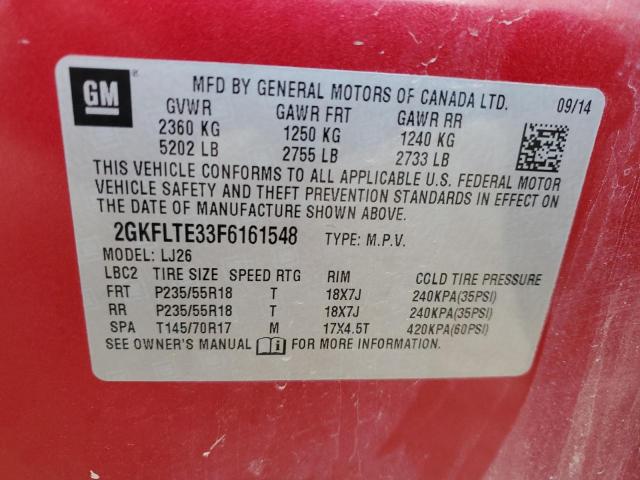 GM
MFD BY GENERAL MOTORS OF CANADA LTD. 09/14
GVWR GAWR FRT GAWR RR
2360 KG 1250 KG 1240 KG
5202 LB 2755 LB 2733 LB
THIS VEHICLE CONFORMS TO ALL APPLICABLE U.S. FEDERAL MOTOR
VEHICLE SAFETY AND THEFT PREVENTION STANDARDS IN EFFECT ON
THE DATE OF MANUFACTURE SHOWN ABOVE.
2GKFLTE33F6161548 TYPE: M.P.V.
MODEL: LJ26
LBC2 TIRE SIZE SPEED RTG RIM COLD TIRE PRESSURE
FRT P235/55R18 T 18X7J 240KPA(35PSI)
RR P235/55R18 T 18X7J 240KPA(35PSI)
SPA T145/70R17 M 17X4.5T 420KPA(60PSI)
SEE OWNER'S MANUAL FOR MORE INFORMATION.